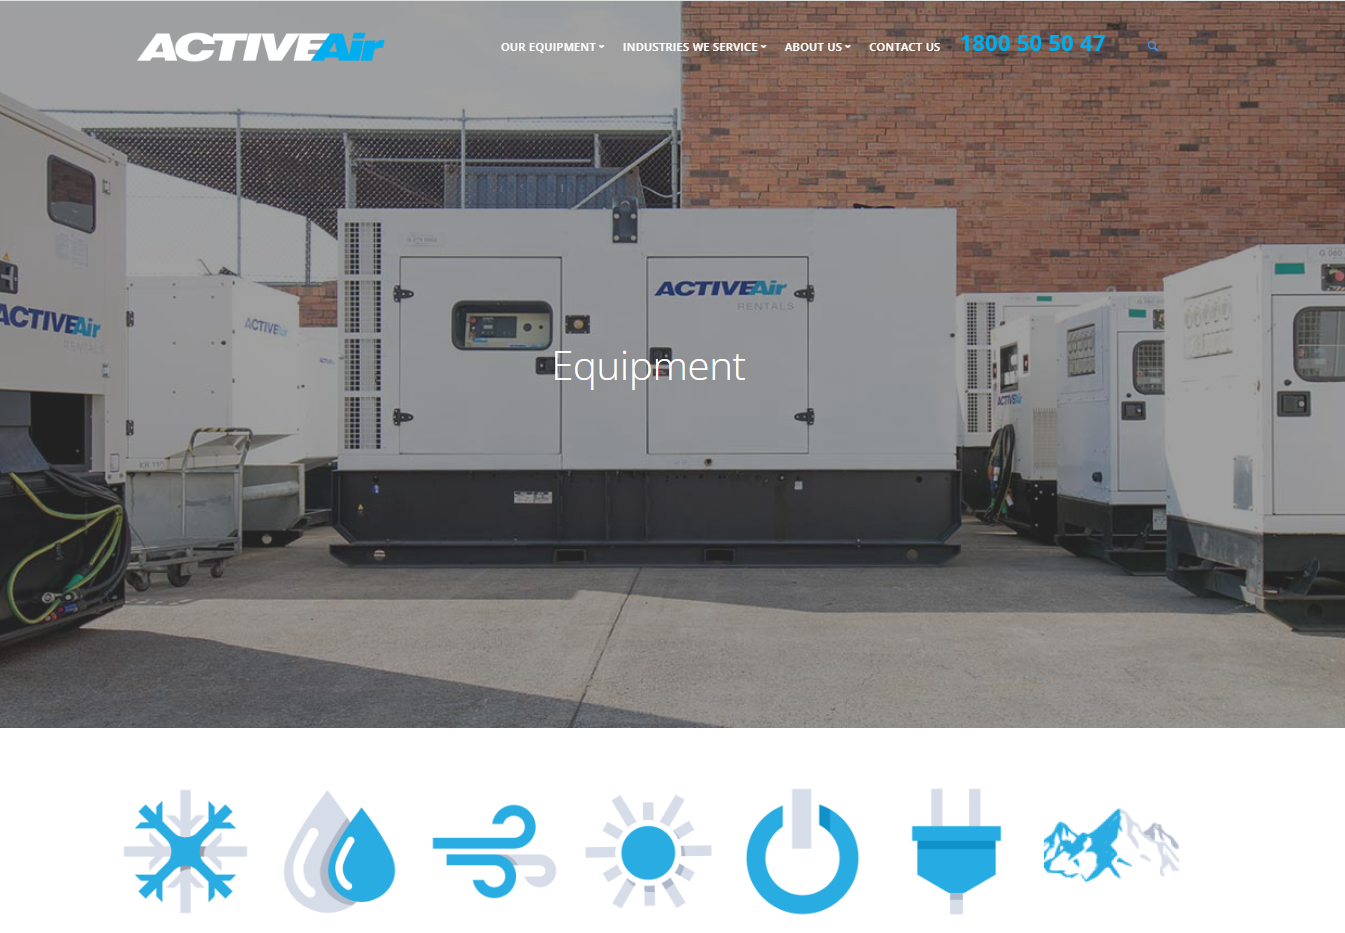 ACTIVEAir
OUR EQUIPMENT
INDUSTRIES WE SERVICE
ABOUT US
CONTACT US
1800 50 50 47
ACTIVEAir
RENTALS
ACTIVEAir
ACTIVEAir
RENTALS
ACTIVEAir
Equipment